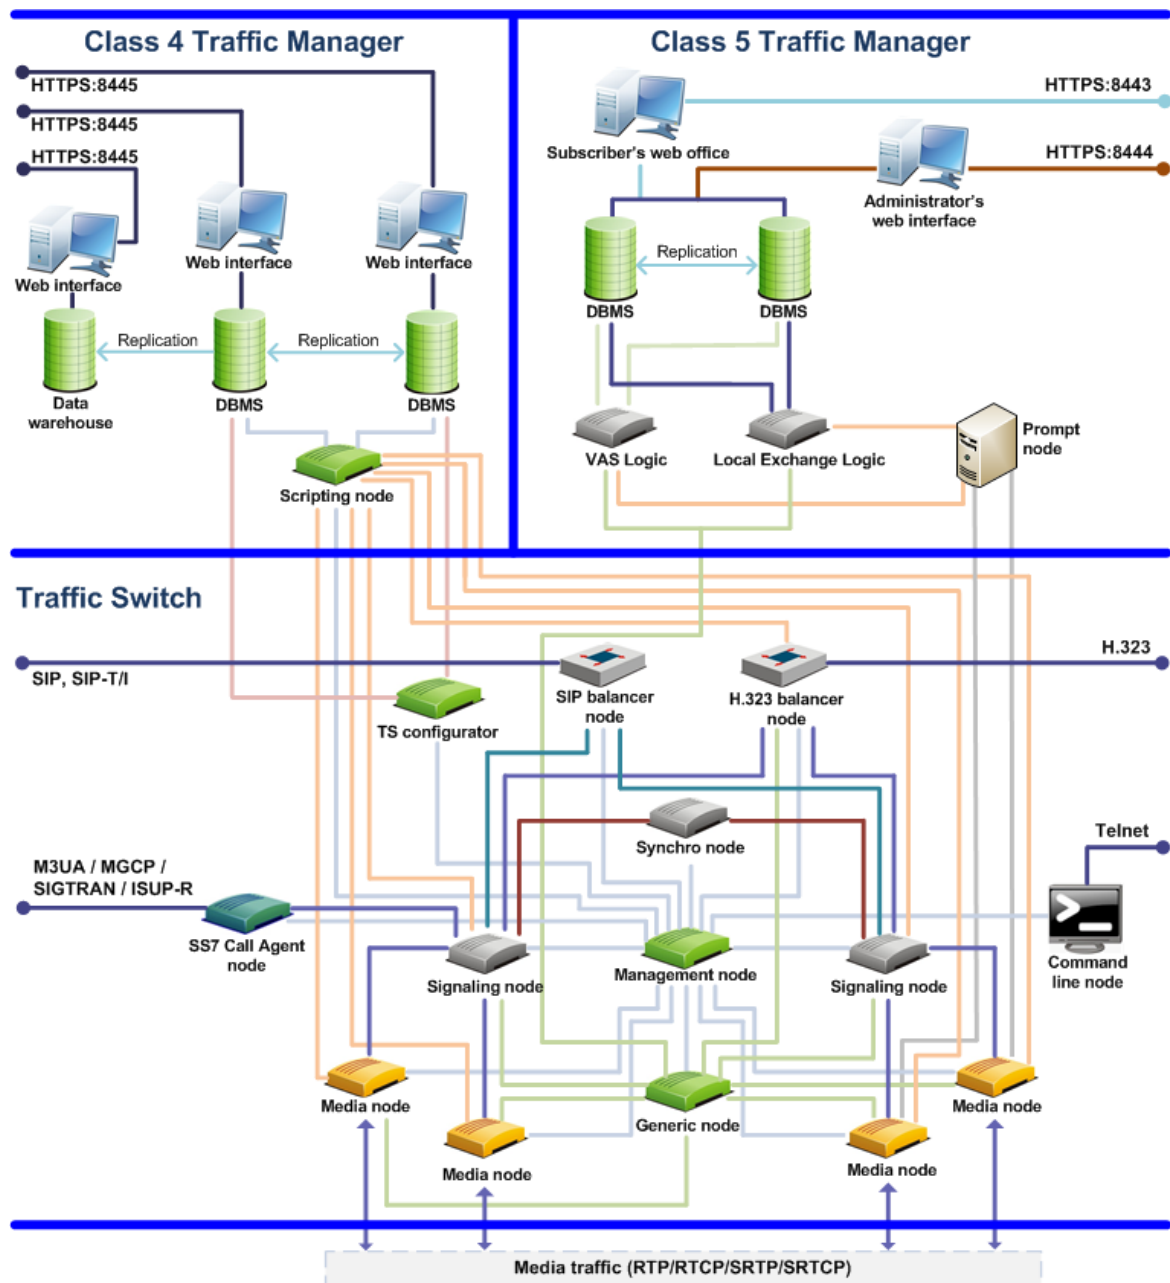 Class 4 Traffic Manager
Class 5 Traffic Manager
HTTPS:8445
HTTPS:8445
HTTPS:8445
HTTPS:8443
Subscriber's web office
HTTPS:8444
Administrator's
web interface
Web interface
Web interface
Web interface
Replication
DBMS
DBMS
Replication
Replication
Data
warehouse
DBMS
DBMS
Scripting node
VAS Logic
Local Exchange Logic
Prompt
node
Traffic Switch
SIP, SIP-T/I
H.323
SIP balancer
node
H.323 balancer
node
TS configurator
Synchro node
Telnet
M3UA / MGCP /
SIGTRAN / ISUP-R
SS7 Call Agent
node
Signaling node
Management node
Signaling node
Command
line node
Media node
Generic node
Media node
Media node
Media node
Media traffic (RTP/RTCP/SRTP/SRTCP)